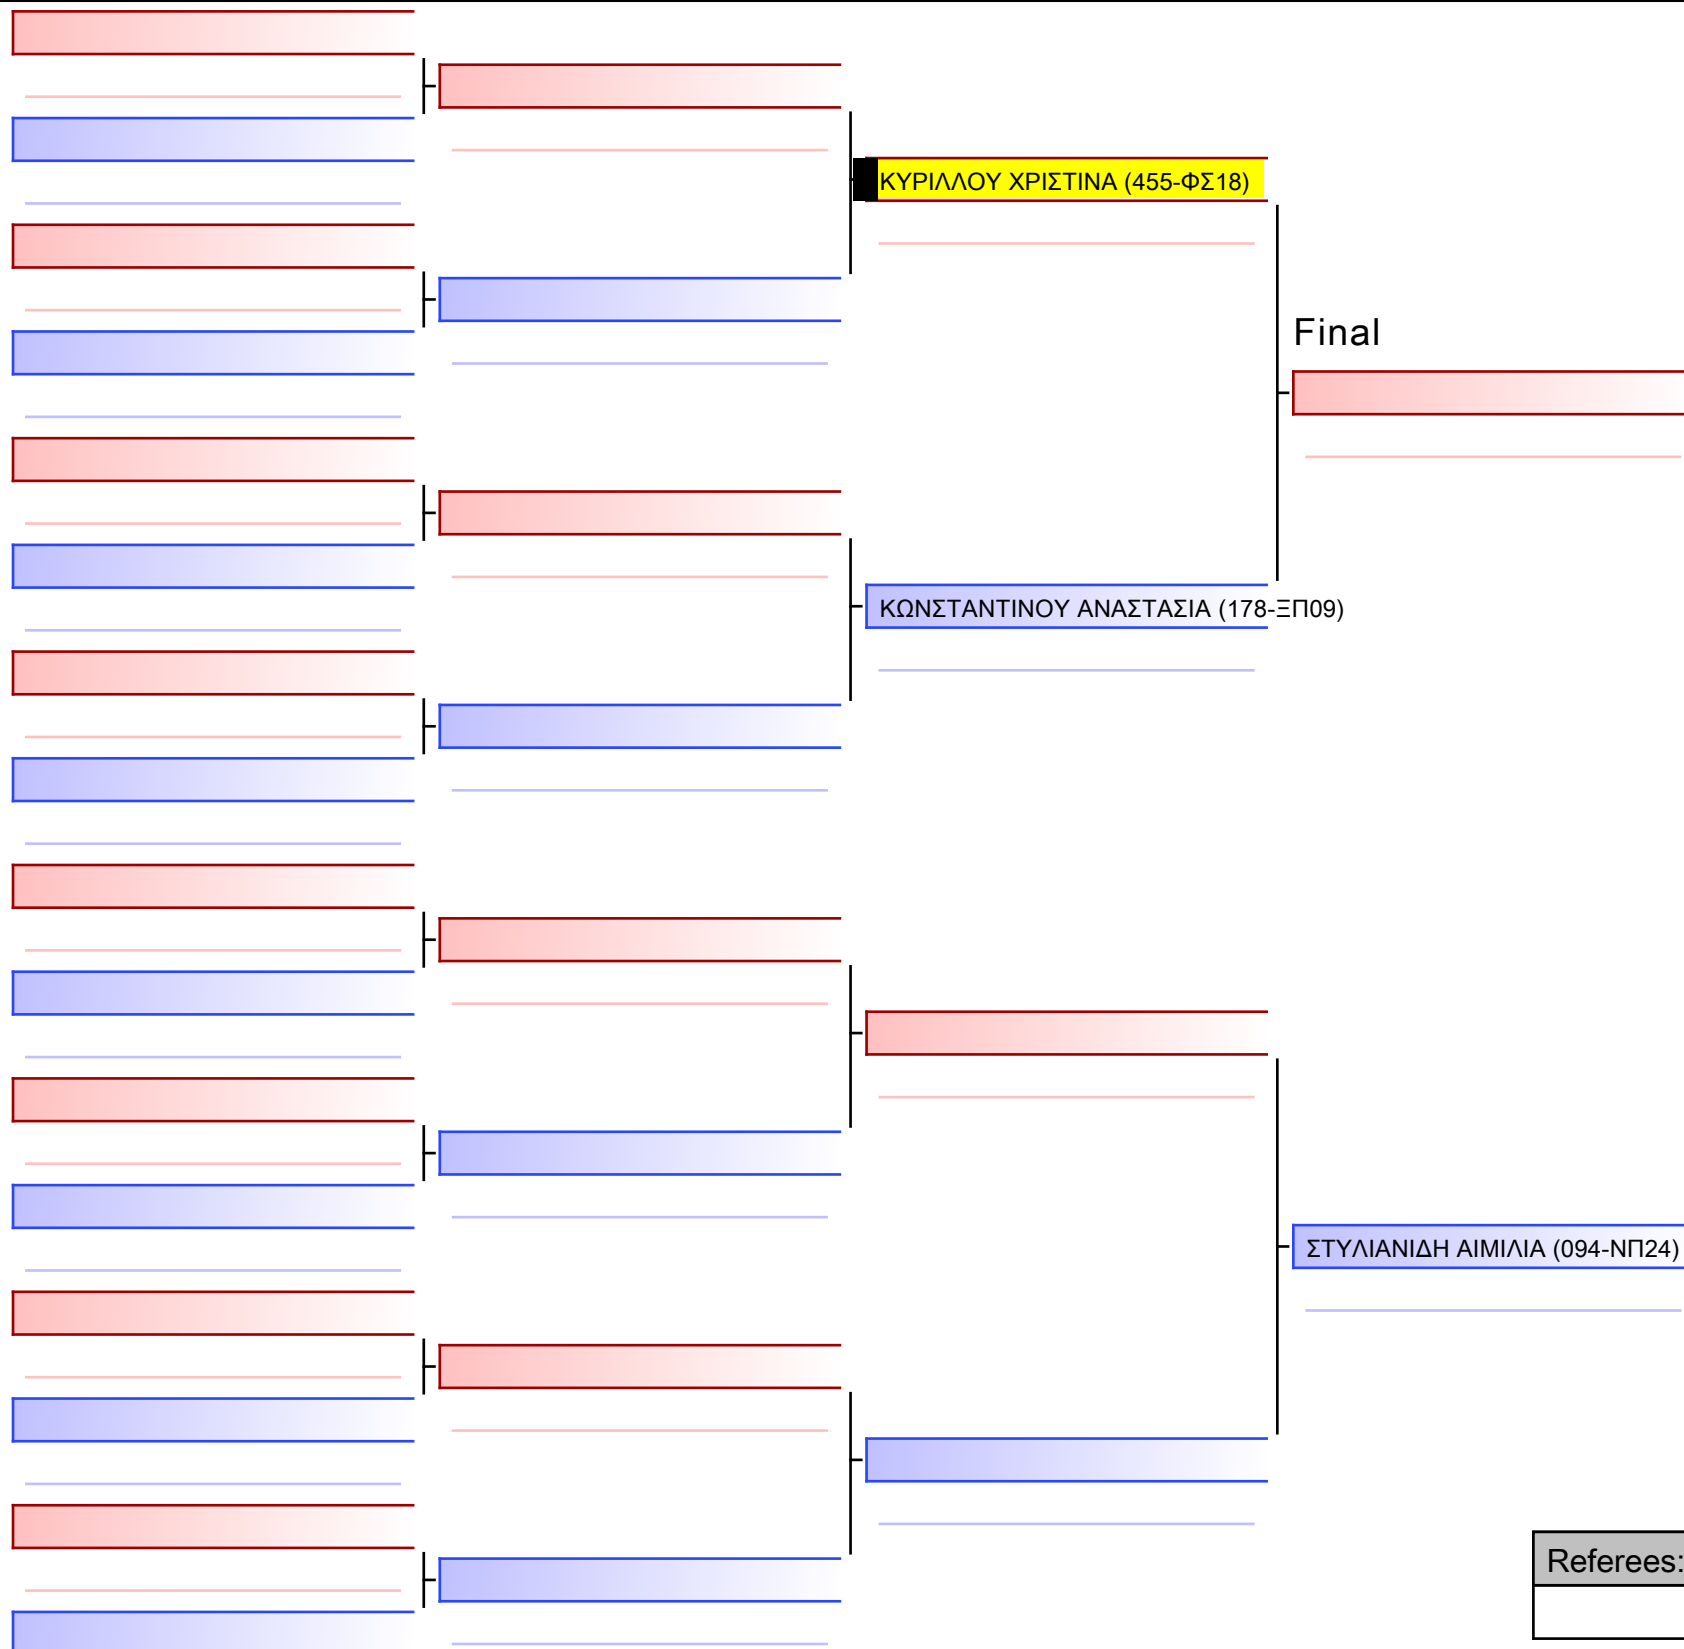 ΚΥΡΙΛΛΟΥ ΧΡΙΣΤΙΝΑ (455-ΦΣ18)
Final
ΚΩΝΣΤΑΝΤΙΝΟΥ ΑΝΑΣΤΑΣΙΑ (178-ΞΠ09)
ΣΤΥΛΙΑΝΙΔΗ ΑΙΜΙΛΙΑ (094-ΝΠ24)
Referees: